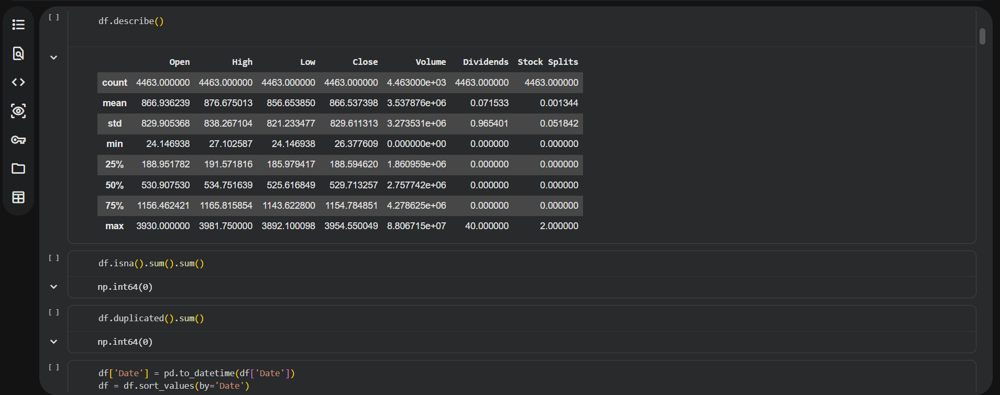 [ ] df.describe()
Open High Low Close Volume Dividends Stock Splits
count 4463.000000 4463.000000 4463.000000 4463.000000 4.463000e+03 4463.000000 4463.000000
mean 866.936239 876.675013 856.653850 866.537398 3.537876e+06 0.071533 0.001344
std 829.905368 838.267104 821.233477 829.611313 3.273531e+06 0.965401 0.051842
min 24.146938 27.102587 24.146938 26.377609 0.000000e+00 0.000000 0.000000
25% 188.951782 191.571816 185.979417 188.594620 1.860959e+06 0.000000 0.000000
50% 530.907530 534.751639 525.616849 529.713257 2.757742e+06 0.000000 0.000000
75% 1156.462421 1165.815854 1143.622800 1154.784851 4.278625e+06 0.000000 0.000000
max 3930.000000 3981.750000 3892.100098 3954.550049 8.806715e+07 40.000000 2.000000
[ ] df.isna().sum().sum()
np.int64(0)
[ ] df.duplicated().sum()
np.int64(0)
[ ] df['Date'] = pd.to_datetime(df['Date'])
df = df.sort_values(by='Date')